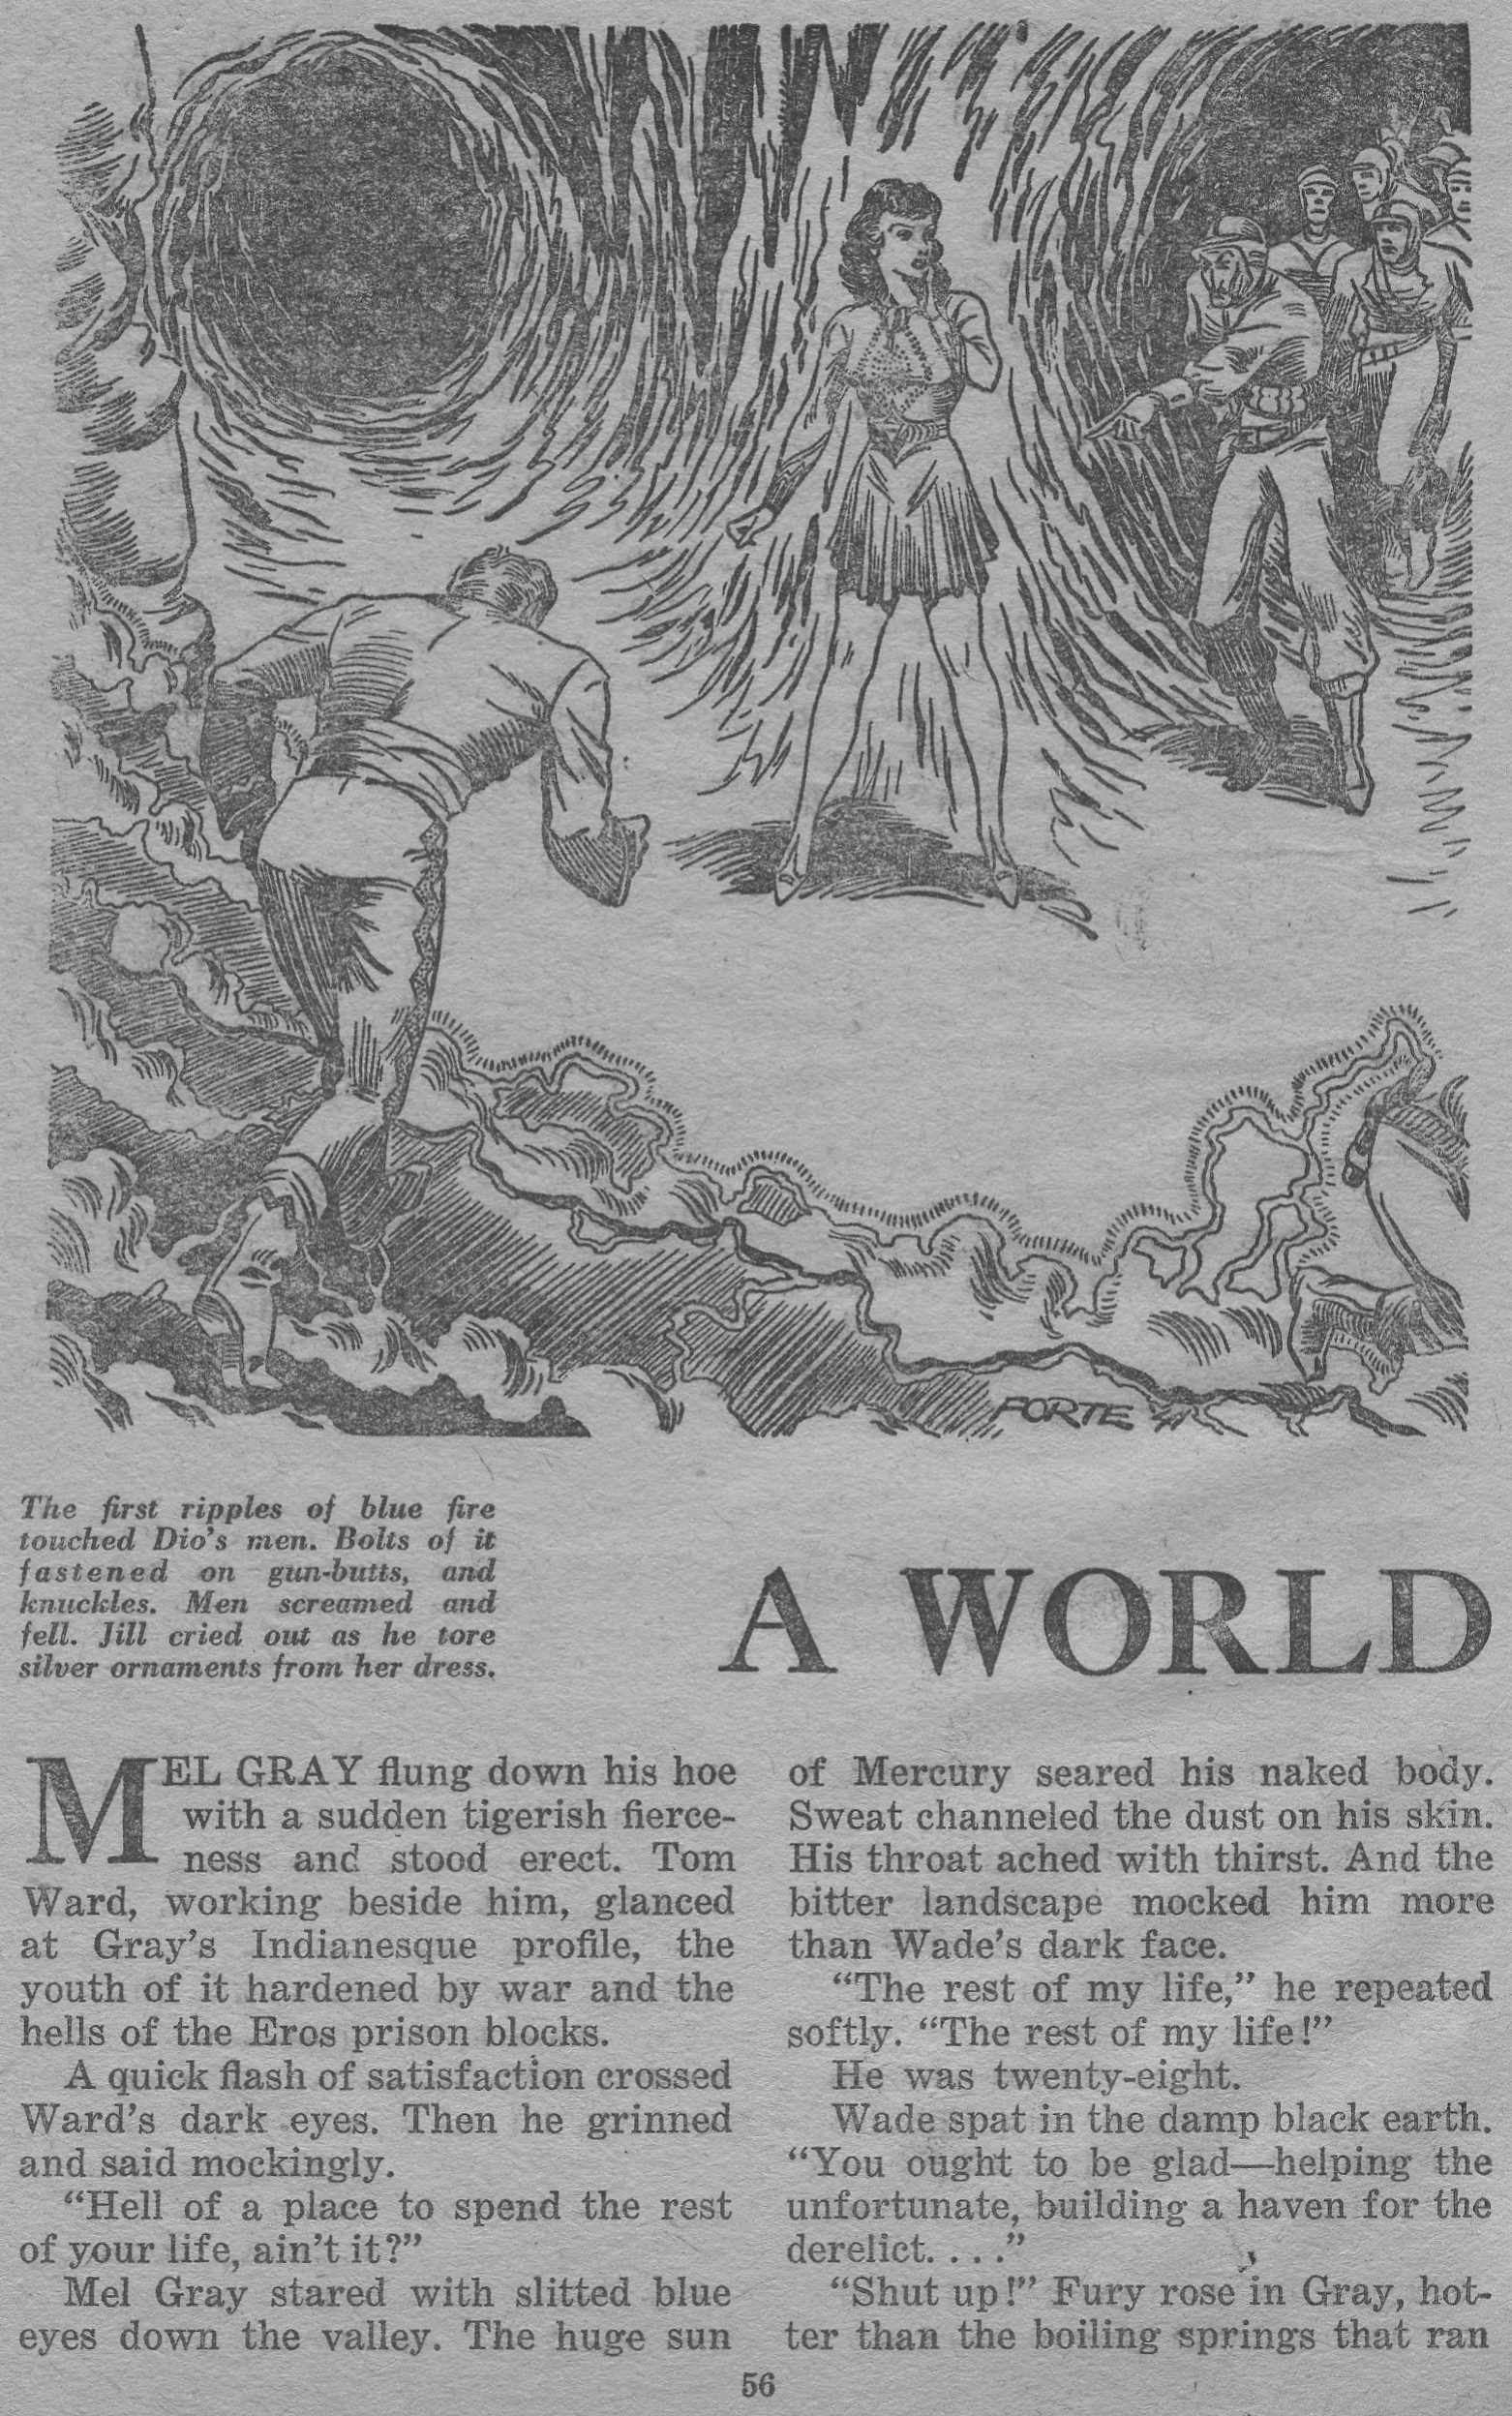 PORTE
The first ripples of blue fire
touched Dio's men. Bolts of it
fastened on gun-butts, and
knuckles. Men screamed and
fell. Jill cried out as he tore
silver ornaments from her dress.
A WORLD
MEL GRAY flung down his hoe
with a sudden tigerish fierce-
ness and stood erect. Tom
Ward, working beside him, glanced
at Gray's Indianesque profile, the
youth of it hardened by war and the
hells of the Eros prison blocks.
A quick flash of satisfaction crossed
Ward's dark eyes. Then he grinned
and said mockingly.
“Hell of a place to spend the rest
of your life, ain't it?”
Mel Gray stared with slitted blue
eyes down the valley. The huge sun
of Mercury seared his naked body.
Sweat channeled the dust on his skin.
His throat ached with thirst. And the
bitter landscape mocked him more
than Wade's dark face.
“The rest of my life,” he repeated
softly. “The rest of my life!”
He was twenty-eight.
Wade spat in the damp black earth.
“You ought to be glad—helping the
unfortunate, building a haven for the
derelict. . . .”
“Shut up!” Fury rose in Gray, hot-
ter than the boiling springs that ran
56